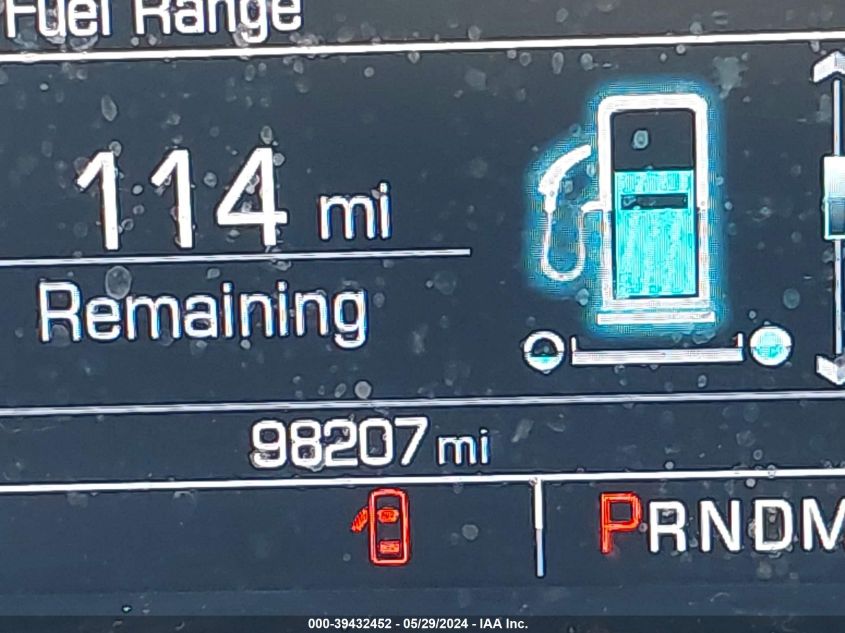 Fuel Range
114 mi
Remaining
98207 mi
PRNDM
000-39432452 - 05/29/2024 - IAA Inc.